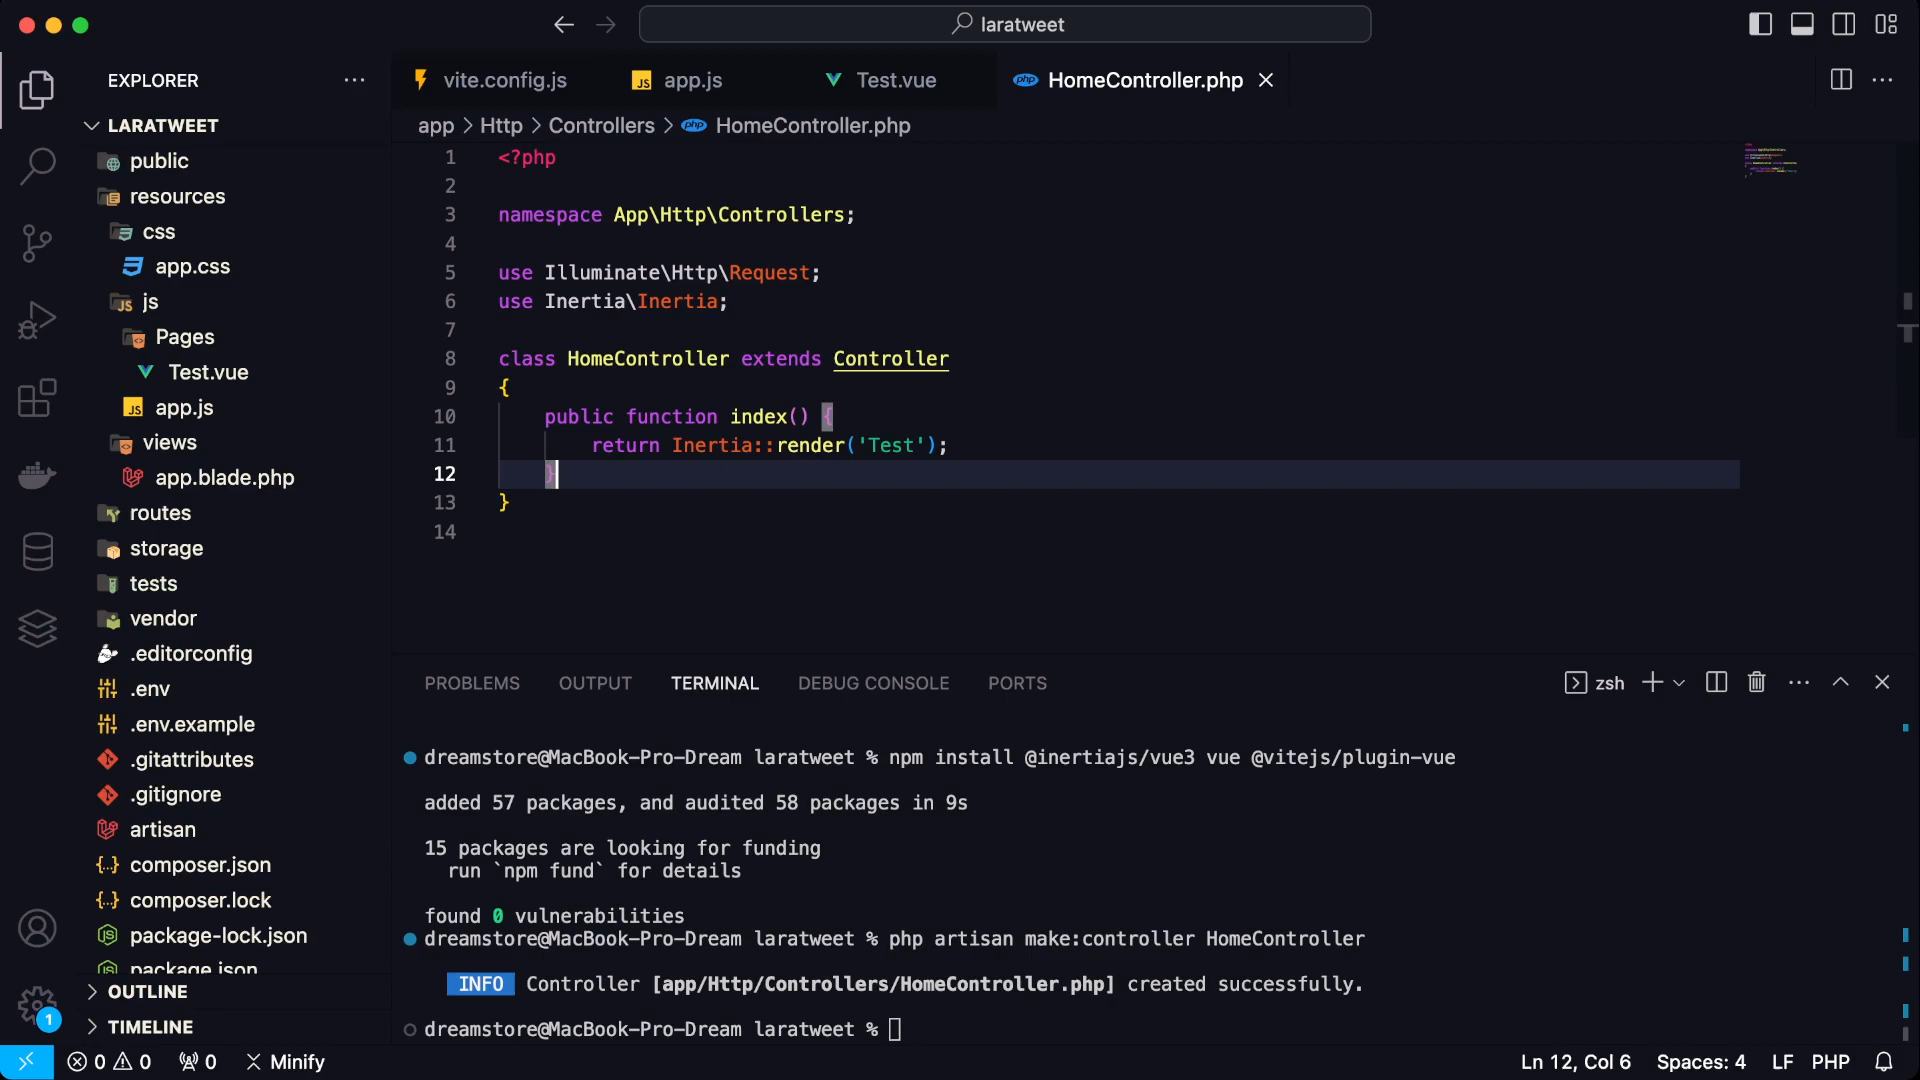 laratweet
EXPLORER
LARATWEET
public
resources
css
app.css
js
Pages
Test.vue
app.js
views
app.blade.php
routes
storage
tests
vendor
.editorconfig
.env
.env.example
.gitattributes
.gitignore
artisan
composer.json
composer.lock
package-lock.json
package.json
OUTLINE
TIMELINE
1
vite.config.js
JS app.js
Test.vue
php HomeController.php
app > Http > Controllers > php HomeController.php
1 <?php
2
3 namespace App\Http\Controllers;
4
5 use Illuminate\Http\Request;
6 use Inertia\Inertia;
7
8 class HomeController extends Controller
9 {
10 public function index() {
11 return Inertia::render('Test');
12 }
13 }
14
PROBLEMS OUTPUT TERMINAL DEBUG CONSOLE PORTS
zsh
dreamstore@MacBook-Pro-Dream laratweet % npm install @inertiajs/vue3 vue @vitejs/plugin-vue
added 57 packages, and audited 58 packages in 9s
15 packages are looking for funding
run `npm fund` for details
found 0 vulnerabilities
dreamstore@MacBook-Pro-Dream laratweet % php artisan make:controller HomeController
INFO Controller [app/Http/Controllers/HomeController.php] created successfully.
dreamstore@MacBook-Pro-Dream laratweet %
0 0 0 Minify
Ln 12, Col 6 Spaces: 4 LF PHP